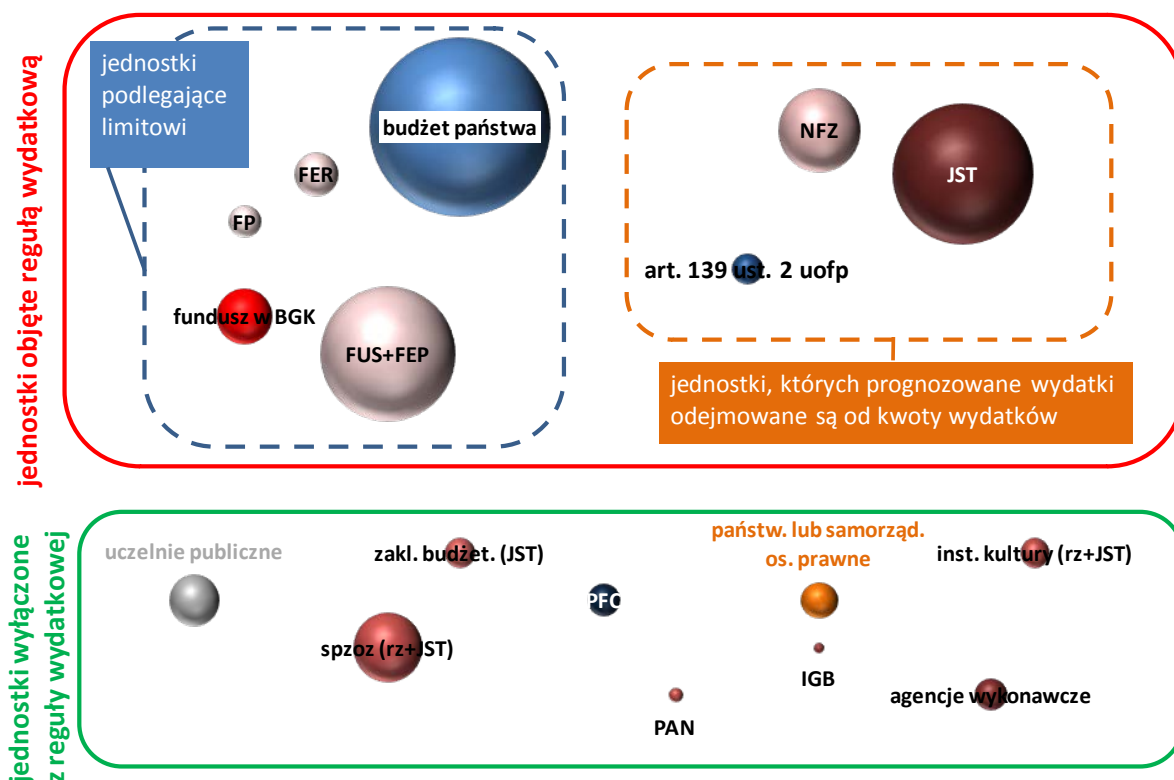 jednostki objęte regułą wydatkową
jednostki
podlegające
limitowi
budżet państwa
FER
FP
fundusz w BGK
FUS+FEP
NFZ
JST
art. 139 ust. 2 uofp
jednostki, których prognozowane wydatki
odejmowane są od kwoty wydatków
jednostki wyłączone
z reguły wydatkowej
uczelnie publiczne
zakl. budżet. (JST)
spzoz (rz+JST)
PFC
państw. lub samorząd.
os. prawne
inst. kultury (rz+JST)
IGB
PAN
agencje wykonawcze